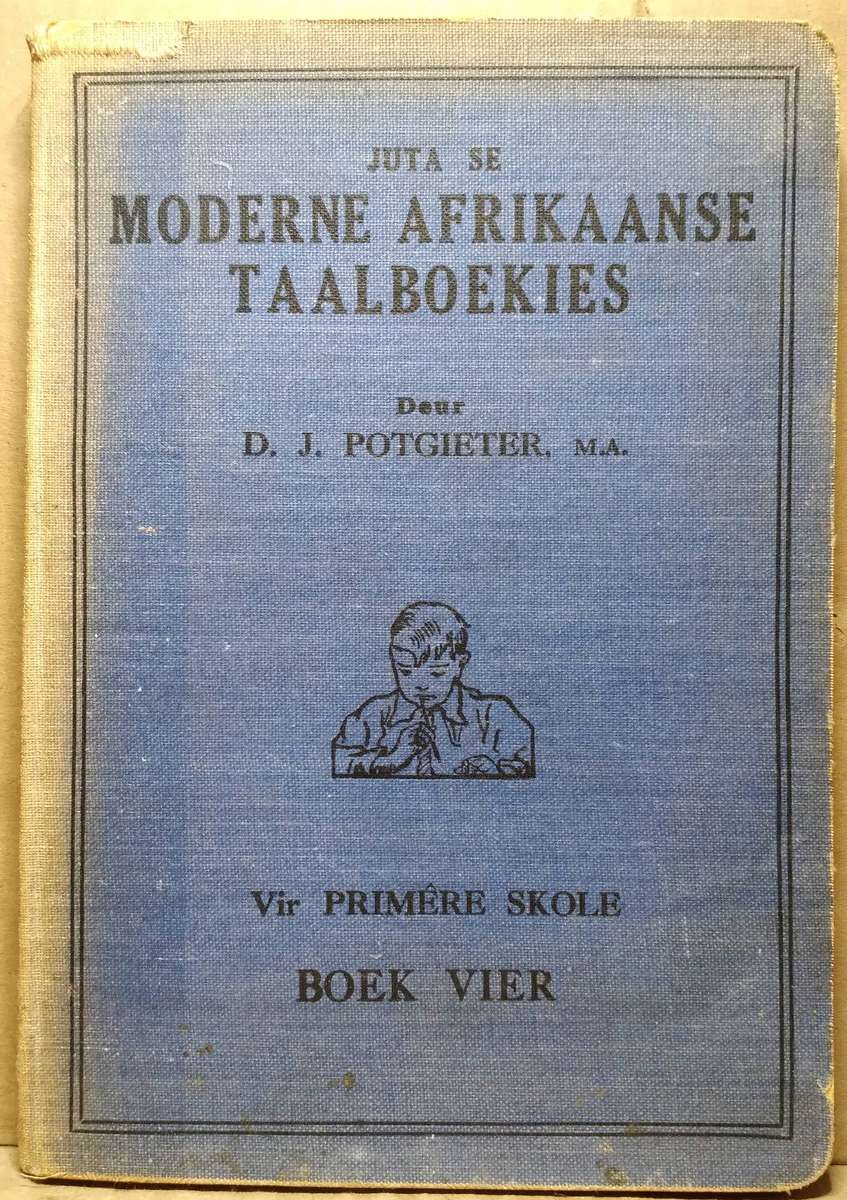 JUTA SE
MODERNE AFRIKAANSE
TAALBOEKIES
Deur
D. J. POTGIETER, M.A.
Vir PRIMÊRE SKOLE
BOEK VIER